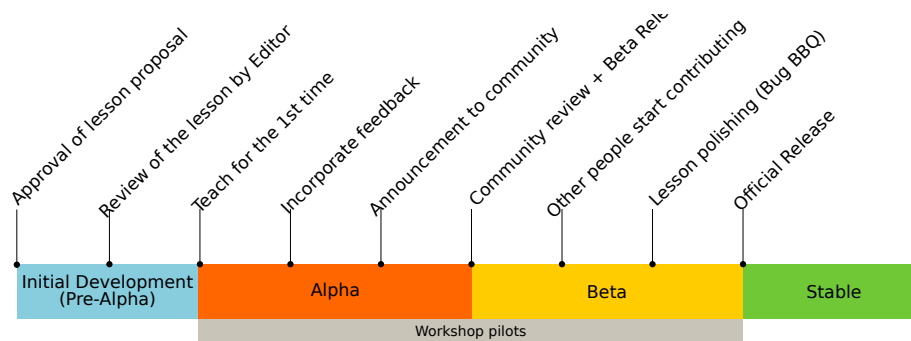 Approval of lesson proposal
Review of the lesson by Editor
Teach for the 1st time
Incorporate feedback
Announcement to community
Community review + Beta
Other people start contributing
Lesson polishing (Bug BBQ)
Official Release
Initial Development
(Pre-Alpha)
Alpha
Beta
Stable
Workshop pilots